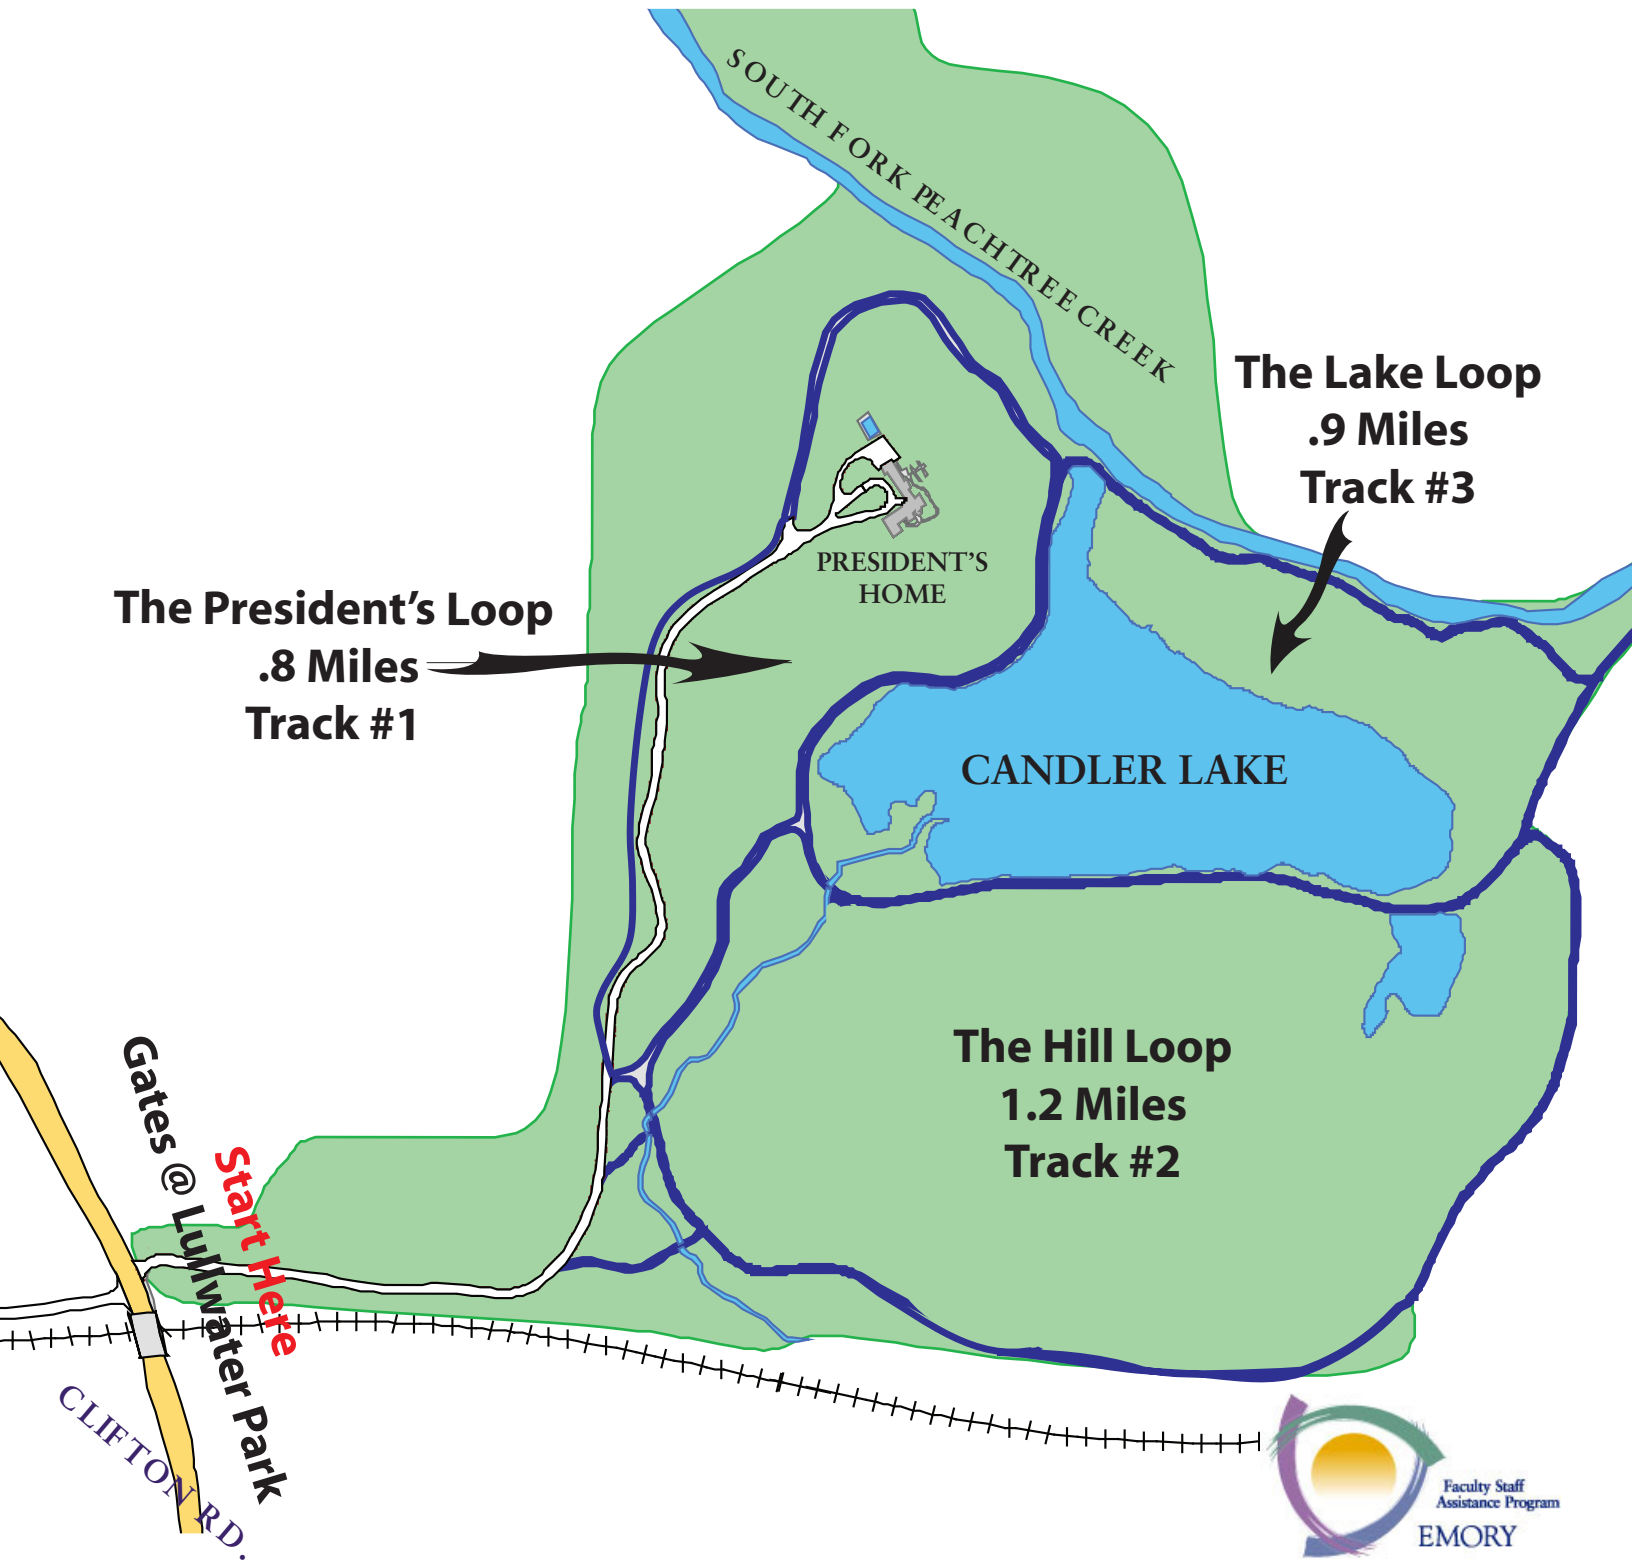 SOUTH FORK PEACHTREE CREEK
The Lake Loop
.9 Miles
Track #3
PRESIDENT'S
HOME
The President's Loop
.8 Miles
Track #1
CANDLER LAKE
The Hill Loop
1.2 Miles
Track #2
Gates @ Lullwater Park
Start Here
CLIFTON RD.
Faculty Staff
Assistance Program
EMORY